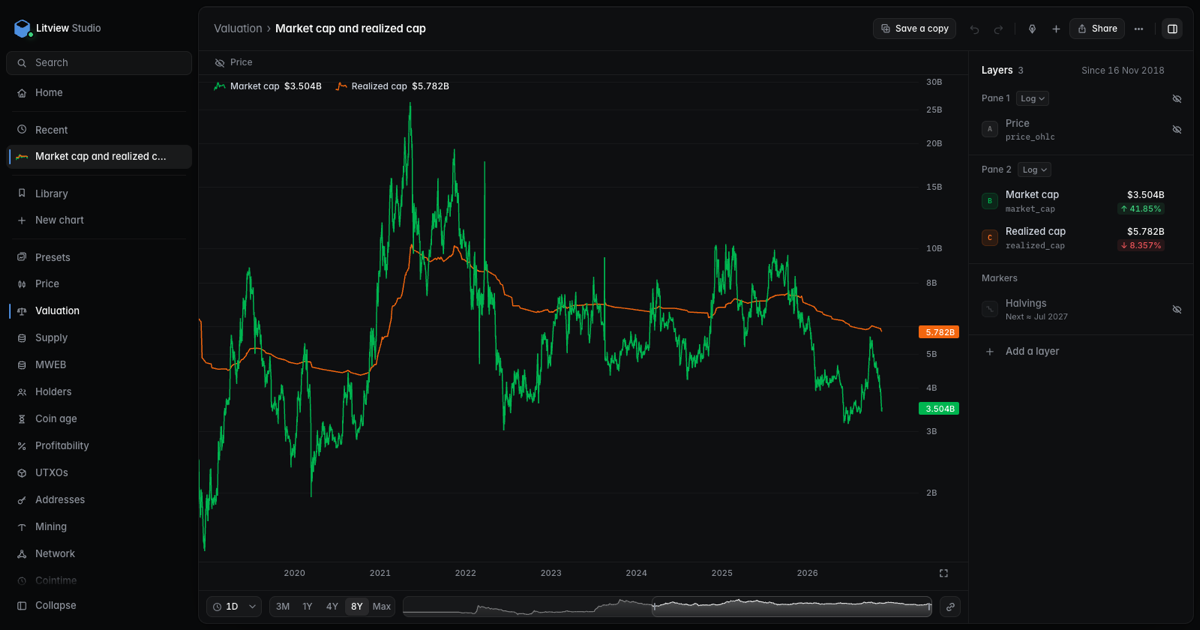 Litview Studio
Search
Home
Recent
Market cap and realized c...
Library
New chart
Presets
Price
Valuation
Supply
MWEB
Holders
Coin age
Profitability
UTXOs
Addresses
Mining
Network
Cointime
Collapse
Valuation › Market cap and realized cap
Save a copy
Share
Price
Market cap $3.504B Realized cap $5.782B
30B
25B
20B
15B
10B
8B
5.782B
5B
4B
3.504B
3B
2B
2020 2021 2022 2023 2024 2025 2026
1D 3M 1Y 4Y 8Y Max
Layers 3 Since 16 Nov 2018
Pane 1 Log
A Price
price_ohlc
Pane 2 Log
B Market cap $3.504B
market_cap ↑ 41.85%
C Realized cap $5.782B
realized_cap ↓ 8.357%
Markers
Halvings
Next ≈ Jul 2027
Add a layer